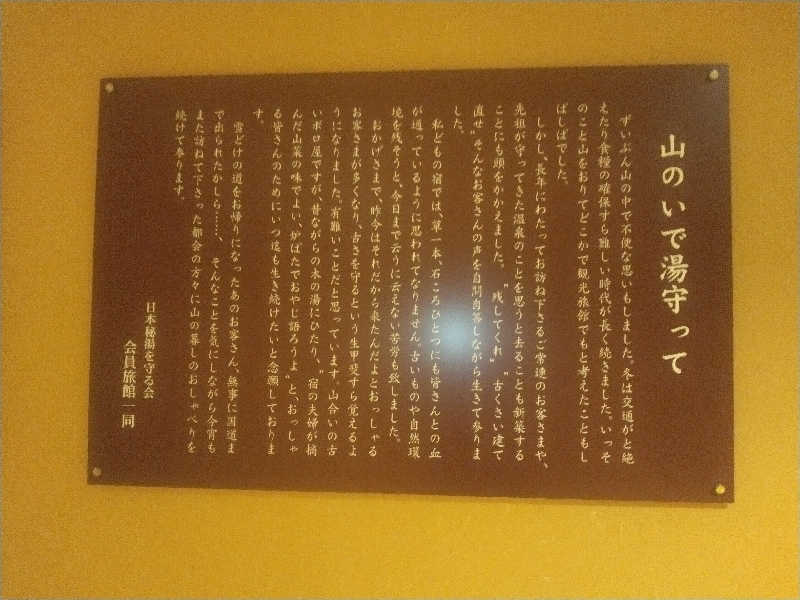 山のいで湯守って
ずいぶん山の中で不便な思いもしました。冬は交通がと絶
えたり食糧の確保すら難しい時代が長く続きました。いっそ
のこと山をおりてどこかで観光旅館でもと考えたこともし
ばしばでした。
しかし、長年にわたってお訪ね下さるご常連のお客さまや、
先祖が守ってきた温泉のことを思うと去ることも新築する
ことにも頭をかかえました。〝残してくれ〟〝古くさい建て
直せ〟そんなお客さんの声を自問自答しながら生きて参りま
した。
私どもの宿では、草一本、石ころひとつにも皆さんとの血
が通っているように思われてなりません。古いものや自然環
境を残そうと、今日まで云うに云えない苦労も致しました。
おかげさまで、昨今はそれだから来たんだよとおっしゃる
お客さまが多くなり、古さを守るという生甲斐すら覚えるよ
うになりました。有難いことだと思っています。山合いの古
いボロ屋ですが、昔ながらの木の湯にひたり、〝宿の夫婦が摘
んだ山菜の味でよい、炉ばたでおやじ語ろうよ〟と、おっしゃ
る皆さんのためにいつ迄も生き続けたいと念願しておりま
す。
雪どけの道をお帰りになったあのお客さん、無事に国道ま
で出られたかしら……、そんなことを気にしながら今宵も
また訪ねて下さった都会の方々に山の暮しのおしゃべりを
続けて参ります。
日本秘湯を守る会
会員旅館一同